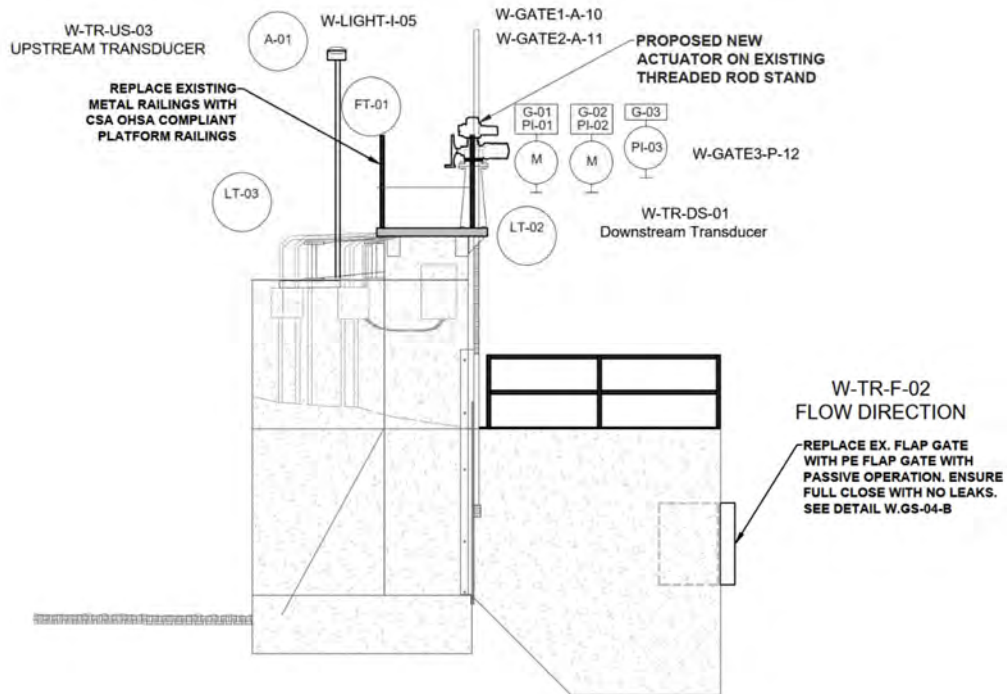 W-TR-US-03
UPSTREAM TRANSDUCER
A-01
W-LIGHT-I-05
W-GATE1-A-10
W-GATE2-A-11
PROPOSED NEW
ACTUATOR ON EXISTING
THREADED ROD STAND
REPLACE EXISTING
METAL RAILINGS WITH
CSA OHSA COMPLIANT
PLATFORM RAILINGS
FT-01
G-01
PI-01
M
G-02
PI-02
M
G-03
PI-03
W-GATE3-P-12
LT-03
LT-02
W-TR-DS-01
Downstream Transducer
W-TR-F-02
FLOW DIRECTION
REPLACE EX. FLAP GATE
WITH PE FLAP GATE WITH
PASSIVE OPERATION. ENSURE
FULL CLOSE WITH NO LEAKS.
SEE DETAIL W.GS-04-B